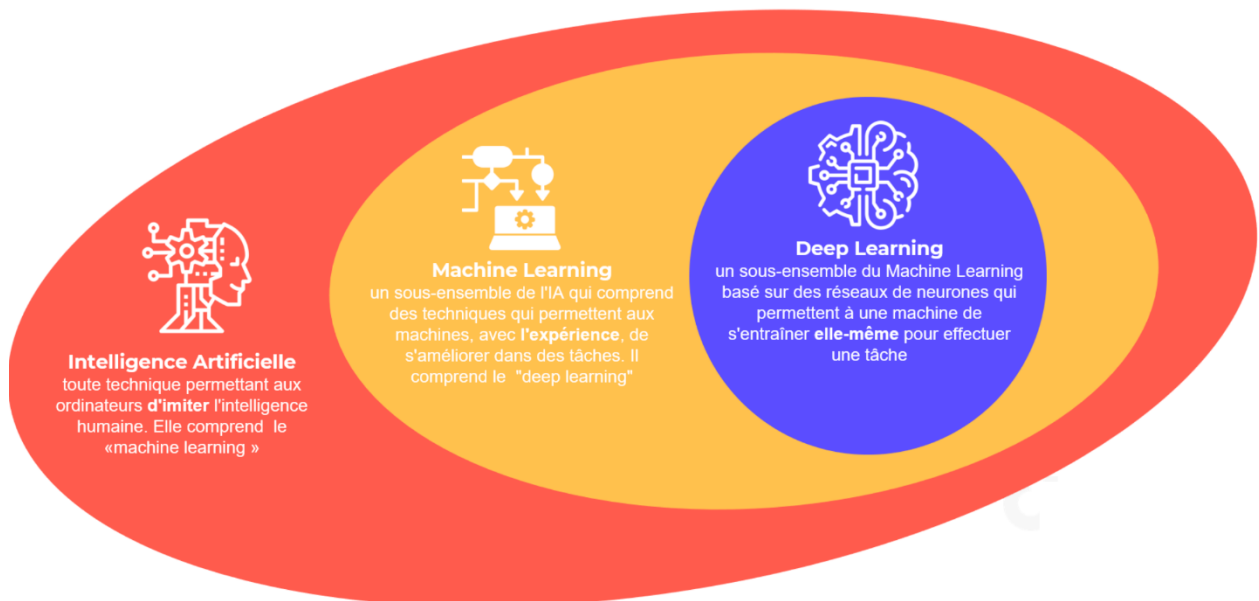 Intelligence Artificielle
toute technique permettant aux
ordinateurs d'imiter l'intelligence
humaine. Elle comprend le
«machine learning »
Machine Learning
un sous-ensemble de l'IA qui comprend
des techniques qui permettent aux
machines, avec l'expérience, de
s'améliorer dans des tâches. Il
comprend le "deep learning"
Deep Learning
un sous-ensemble du Machine Learning
basé sur des réseaux de neurones qui
permettent à une machine de
s'entraîner elle-même pour effectuer
une tâche